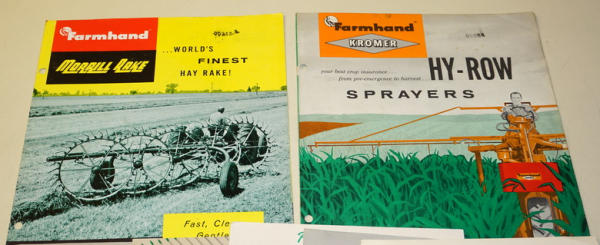 Farmhand
MORRILL RAKE
...WORLD'S
FINEST
HAY RAKE!
Fast, Cle
Gentle
Farmhand
KROMER
your best crop insurance...
from pre-emergence to harvest...
HY-ROW
SPRAYERS